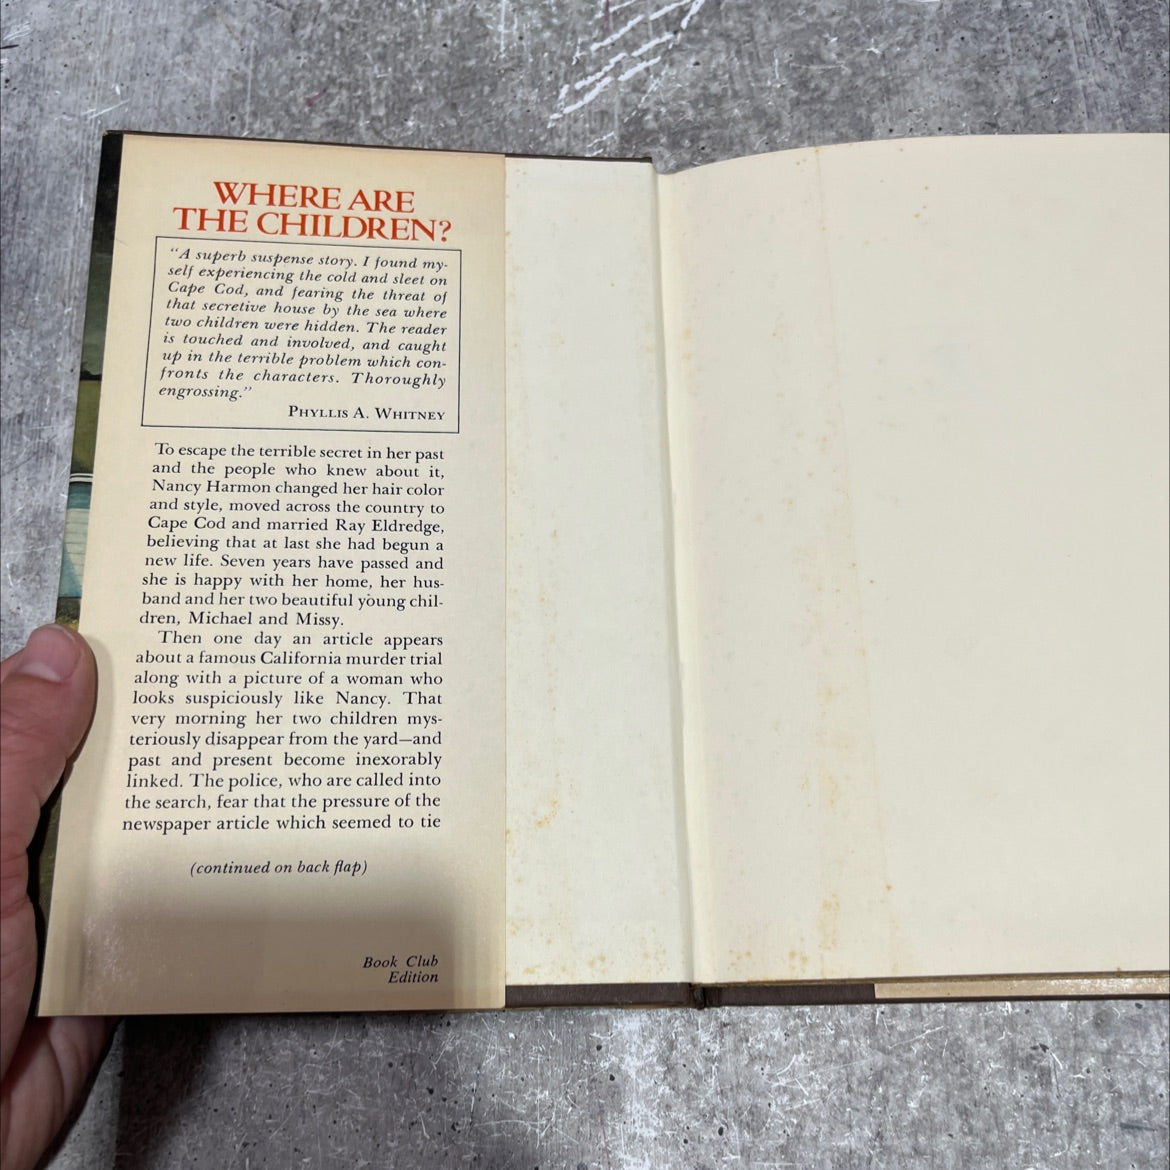 WHERE ARE
THE CHILDREN?
"A superb suspense story. I found my-
self experiencing the cold and sleet on
Cape Cod, and fearing the threat of
that secretive house by the sea where
two children were hidden. The reader
is touched and involved, and caught
up in the terrible problem which con-
fronts the characters. Thoroughly
engrossing."
PHYLLIS A. WHITNEY
To escape the terrible secret in her past
and the people who knew about it,
Nancy Harmon changed her hair color
and style, moved across the country to
Cape Cod and married Ray Eldredge,
believing that at last she had begun a
new life. Seven years have passed and
she is happy with her home, her hus-
band and her two beautiful young chil-
dren, Michael and Missy.
Then one day an article appears
about a famous California murder trial
along with a picture of a woman who
looks suspiciously like Nancy. That
very morning her two children mys-
teriously disappear from the yard—and
past and present become inexorably
linked. The police, who are called into
the search, fear that the pressure of the
newspaper article which seemed to tie
(continued on back flap)
Book Club
Edition